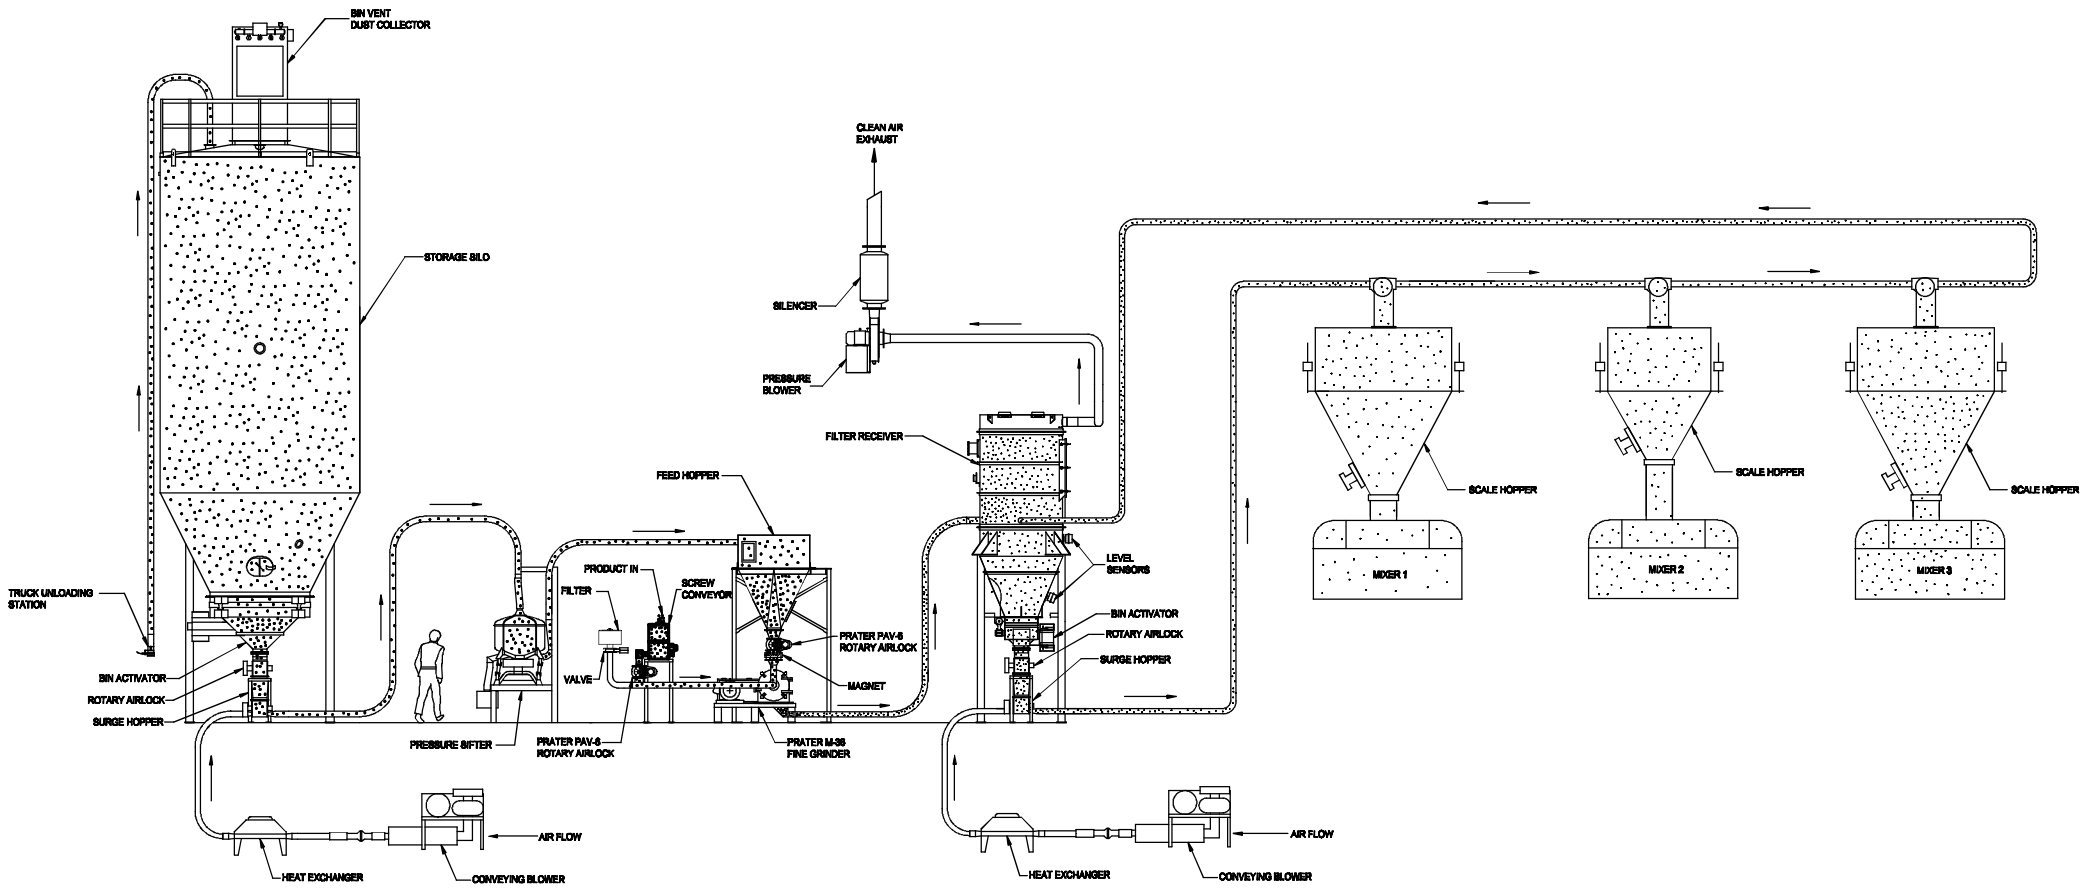 BIN VENT
DUST COLLECTOR
CLEAN AIR
EXHAUST
STORAGE SILO
SILENCER
PRESSURE
BLOWER
FILTER RECEIVER
FEED HOPPER
SCALE HOPPER
SCALE HOPPER
SCALE HOPPER
LEVEL
SENSORS
PRODUCT IN
SCREW
CONVEYOR
FILTER
MIXER 1
MIXER 2
MIXER 3
TRUCK UNLOADING
STATION
BIN ACTIVATOR
ROTARY AIRLOCK
SURGE HOPPER
PRATER PAV-6
ROTARY AIRLOCK
MAGNET
VALVE
BIN ACTIVATOR
ROTARY AIRLOCK
SURGE HOPPER
PRESSURE SIFTER
PRATER PAV-6
ROTARY AIRLOCK
PRATER M-36
FINE GRINDER
AIR FLOW
AIR FLOW
HEAT EXCHANGER
CONVEYING BLOWER
HEAT EXCHANGER
CONVEYING BLOWER